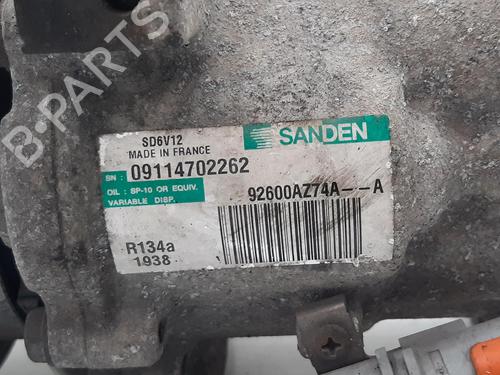 B-PARTS
SD6V12
MADE IN FRANCE
SANDEN
SN : 09114702262
OIL : SP-10 OR EQUIV.
VARIABLE DISP.
92600AZ74A---A
R134a
1938